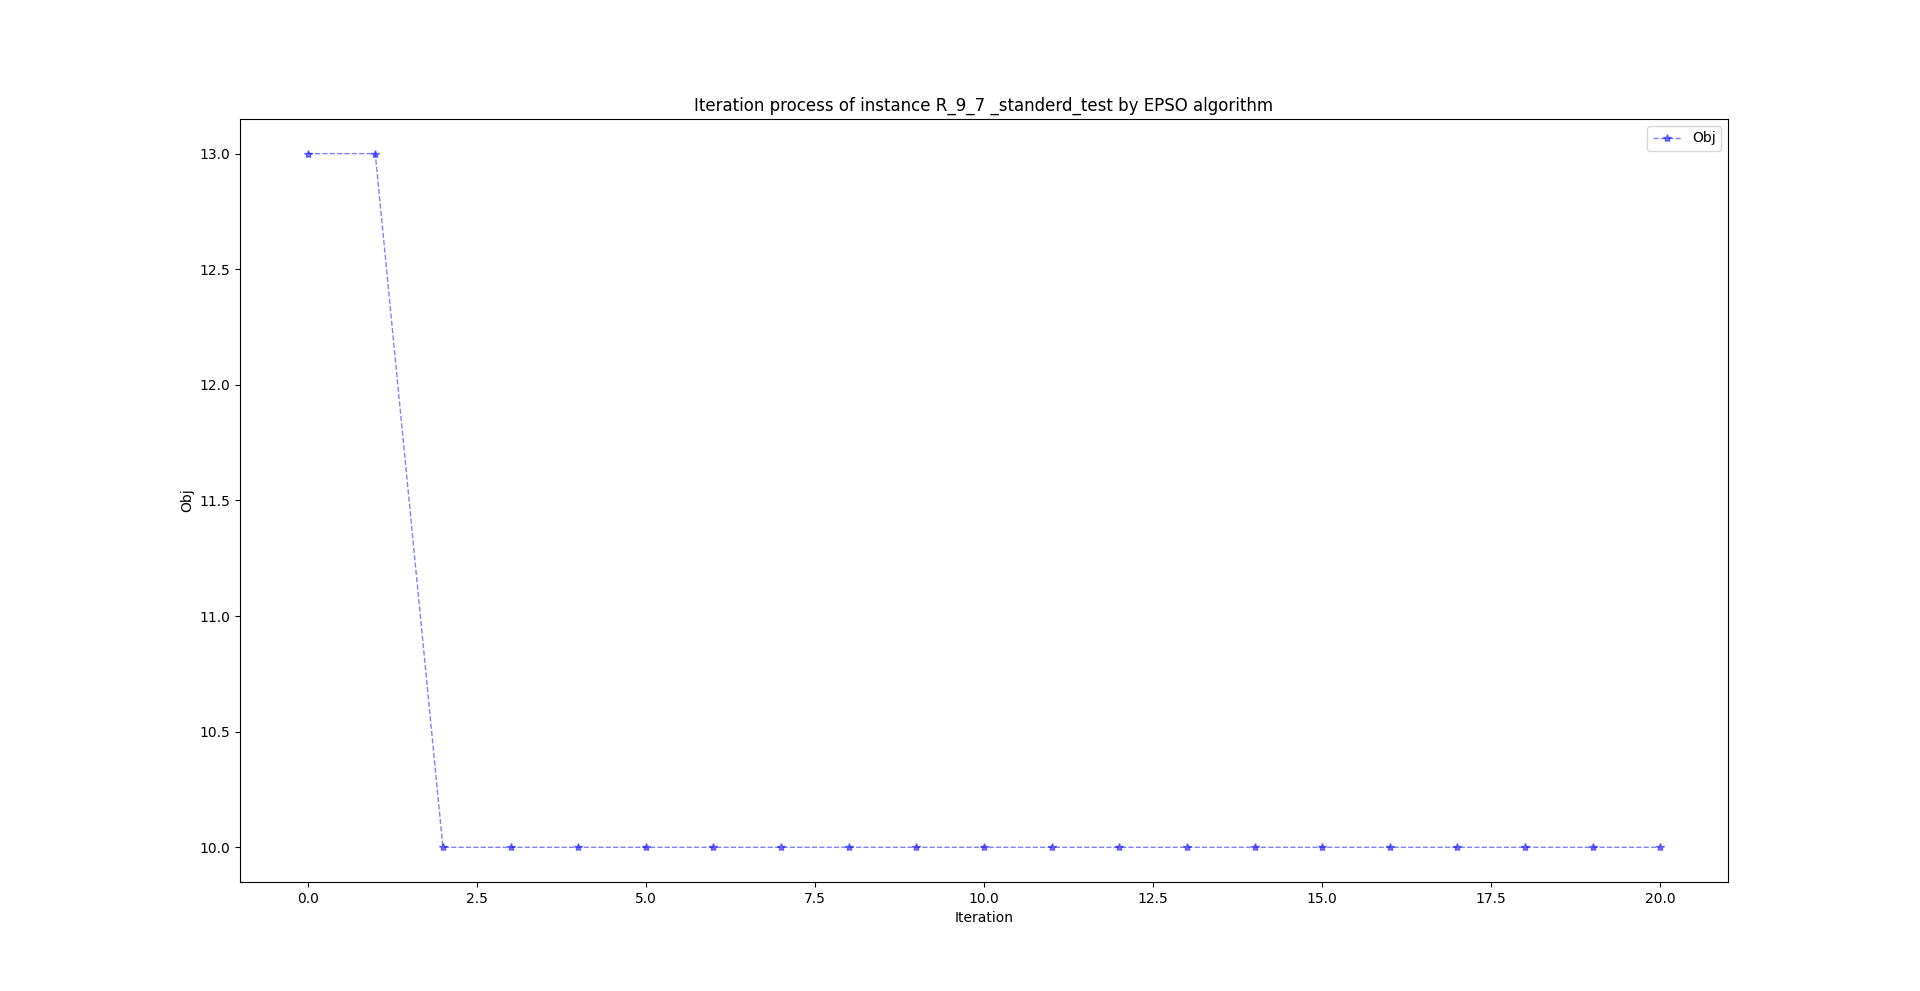 Iteration process of instance R_9_7 _standerd_test by EPSO algorithm
Obj
13.0
12.5
12.0
11.5
11.0
10.5
10.0
Obj
0.0 2.5 5.0 7.5 10.0 12.5 15.0 17.5 20.0
Iteration